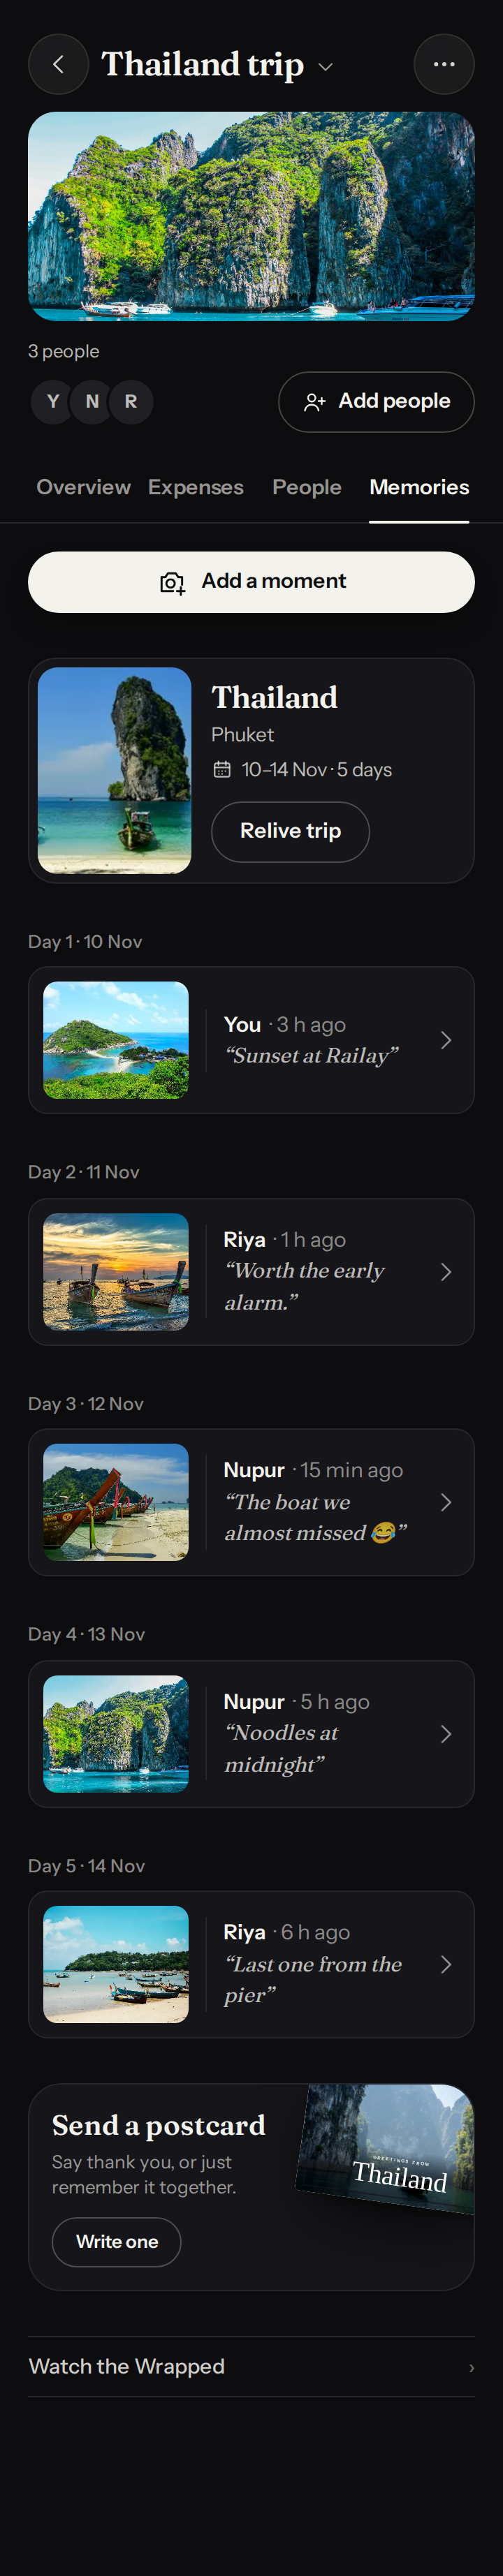 Thailand trip
3 people
Y N R
Add people
Overview Expenses People Memories
Add a moment
Thailand
Phuket
10–14 Nov · 5 days
Relive trip
Day 1 · 10 Nov
You · 3 h ago
“Sunset at Railay”
Day 2 · 11 Nov
Riya · 1 h ago
“Worth the early
alarm.”
Day 3 · 12 Nov
Nupur · 15 min ago
“The boat we
almost missed 😂”
Day 4 · 13 Nov
Nupur · 5 h ago
“Noodles at
midnight”
Day 5 · 14 Nov
Riya · 6 h ago
“Last one from the
pier”
Send a postcard
Say thank you, or just
remember it together.
Write one
GREETINGS FROM
Thailand
Watch the Wrapped